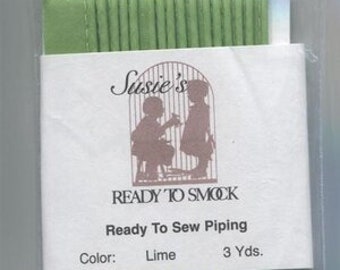 Susie's
READY TO SMOCK
Ready To Sew Piping
Color: Lime 3 Yds.